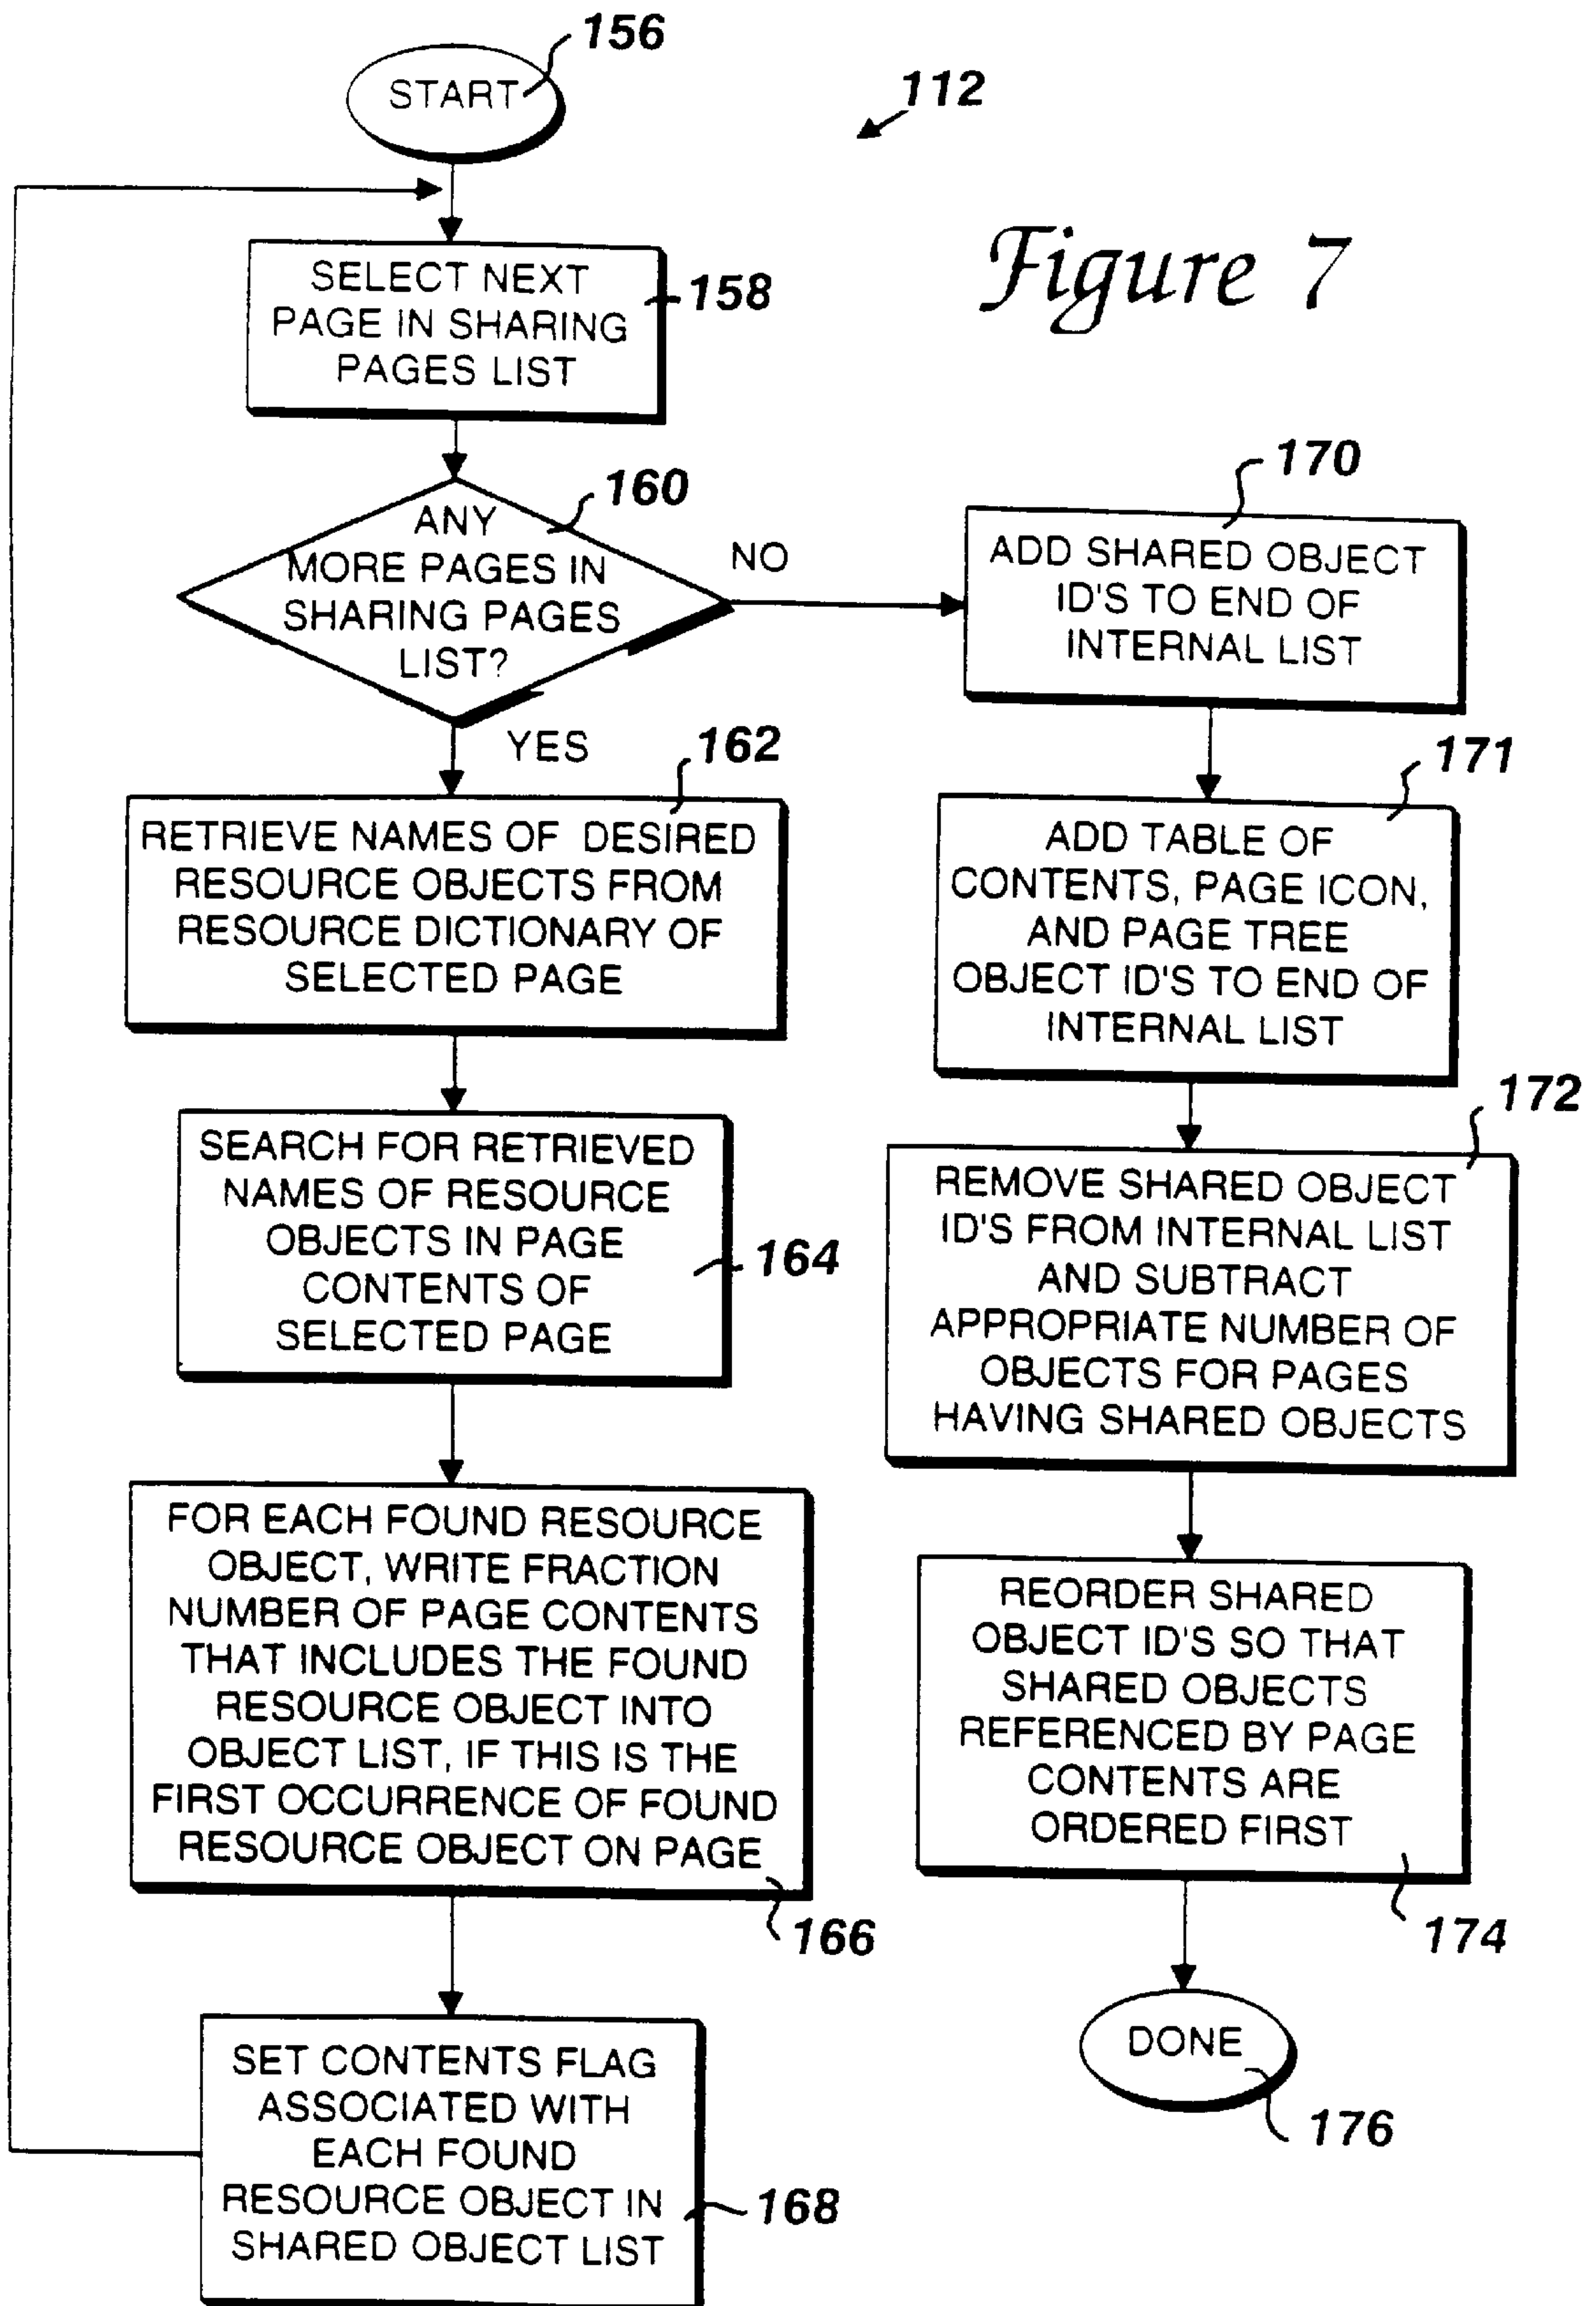 156
START
112
Figure 7
SELECT NEXT
PAGE IN SHARING
PAGES LIST
158
160
ANY
MORE PAGES IN
SHARING PAGES
LIST?
NO
YES
162
RETRIEVE NAMES OF DESIRED
RESOURCE OBJECTS FROM
RESOURCE DICTIONARY OF
SELECTED PAGE
SEARCH FOR RETRIEVED
NAMES OF RESOURCE
OBJECTS IN PAGE
CONTENTS OF
SELECTED PAGE
164
FOR EACH FOUND RESOURCE
OBJECT, WRITE FRACTION
NUMBER OF PAGE CONTENTS
THAT INCLUDES THE FOUND
RESOURCE OBJECT INTO
OBJECT LIST, IF THIS IS THE
FIRST OCCURRENCE OF FOUND
RESOURCE OBJECT ON PAGE
166
SET CONTENTS FLAG
ASSOCIATED WITH
EACH FOUND
RESOURCE OBJECT IN
SHARED OBJECT LIST
168
170
ADD SHARED OBJECT
ID'S TO END OF
INTERNAL LIST
171
ADD TABLE OF
CONTENTS, PAGE ICON,
AND PAGE TREE
OBJECT ID'S TO END OF
INTERNAL LIST
172
REMOVE SHARED OBJECT
ID'S FROM INTERNAL LIST
AND SUBTRACT
APPROPRIATE NUMBER OF
OBJECTS FOR PAGES
HAVING SHARED OBJECTS
REORDER SHARED
OBJECT ID'S SO THAT
SHARED OBJECTS
REFERENCED BY PAGE
CONTENTS ARE
ORDERED FIRST
174
DONE
176